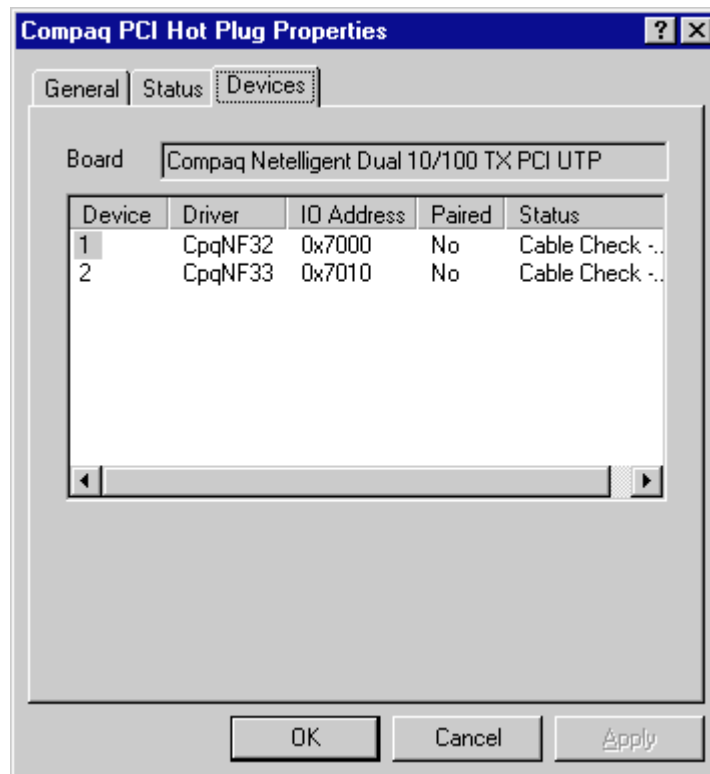 Compaq PCI Hot Plug Properties
General Status Devices
Board Compaq Netelligent Dual 10/100 TX PCI UTP
Device Driver IO Address Paired Status
1 CpqNF32 0x7000 No Cable Check -..
2 CpqNF33 0x7010 No Cable Check -..
OK Cancel Apply